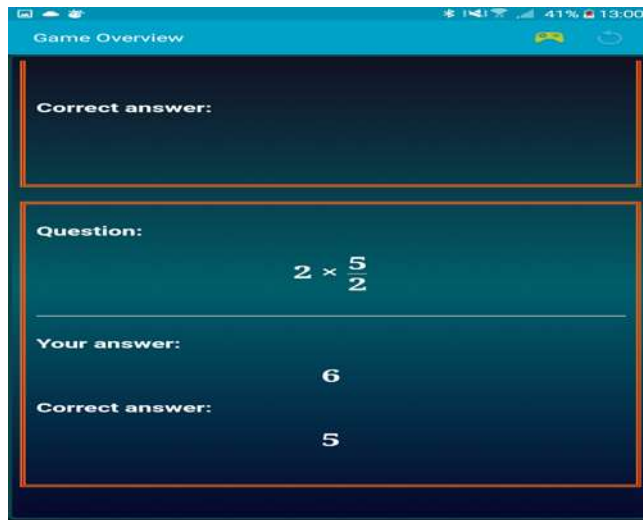 41% 13:00
Game Overview
Correct answer:
Question:
2 × 5/2
Your answer:
6
Correct answer:
5